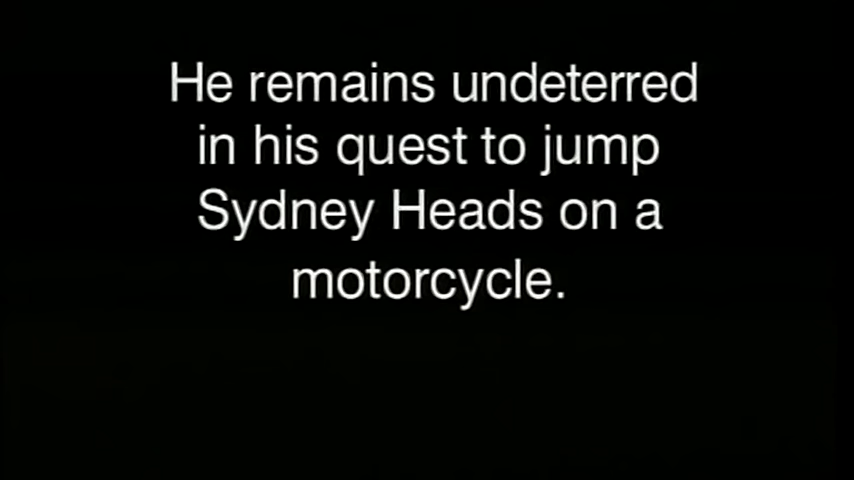 He remains undeterred
in his quest to jump
Sydney Heads on a
motorcycle.